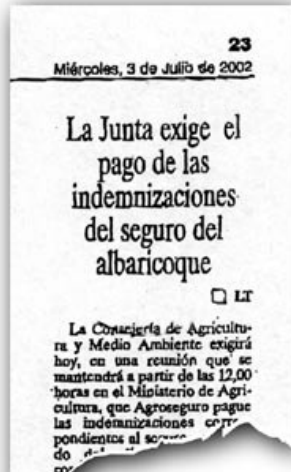 23
Miércoles, 3 de Julio de 2002
La Junta exige el
pago de las
indemnizaciones
del seguro del
albaricoque
LT
La Consejería de Agricultu-
ra y Medio Ambiente exigirá
hoy, en una reunión que se
mantendrá a partir de las 12,00
horas en el Ministerio de Agri-
cultura, que Agroseguro pague
las indemnizaciones corres-
pondientes al
do